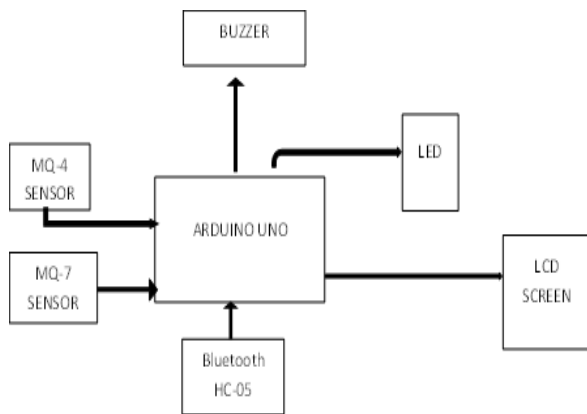 BUZZER
LED
MQ-4
SENSOR
ARDUINO UNO
MQ-7
SENSOR
LCD
SCREEN
Bluetooth
HC-05